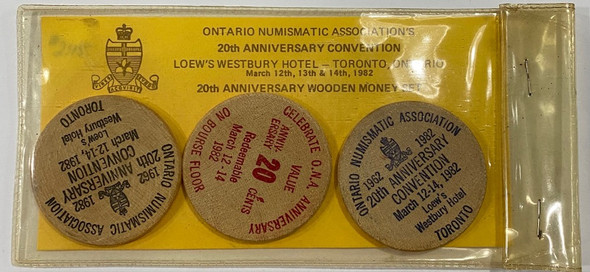 ONTARIO NUMISMATIC ASSOCIATION'S
20th ANNIVERSARY CONVENTION
LOEW'S WESTBURY HOTEL — TORONTO, ONTARIO
March 12th, 13th & 14th, 1982
20th ANNIVERSARY WOODEN MONEY SET
ONTARIO NUMISMATIC ASSOCIATION
1962 1982
20th ANNIVERSARY
CONVENTION
March 12-14, 1982
Loew's
Westbury Hotel
TORONTO
CELEBRATE O.N.A. ANNIVERSARY
ANNIVERSARY
VALUE
20
¢
CENTS
Redeemable
March 12-14
1982
ON BOURSE FLOOR
ONTARIO NUMISMATIC ASSOCIATION
1962 1982
20th ANNIVERSARY
CONVENTION
March 12-14, 1982
Loew's
Westbury Hotel
TORONTO